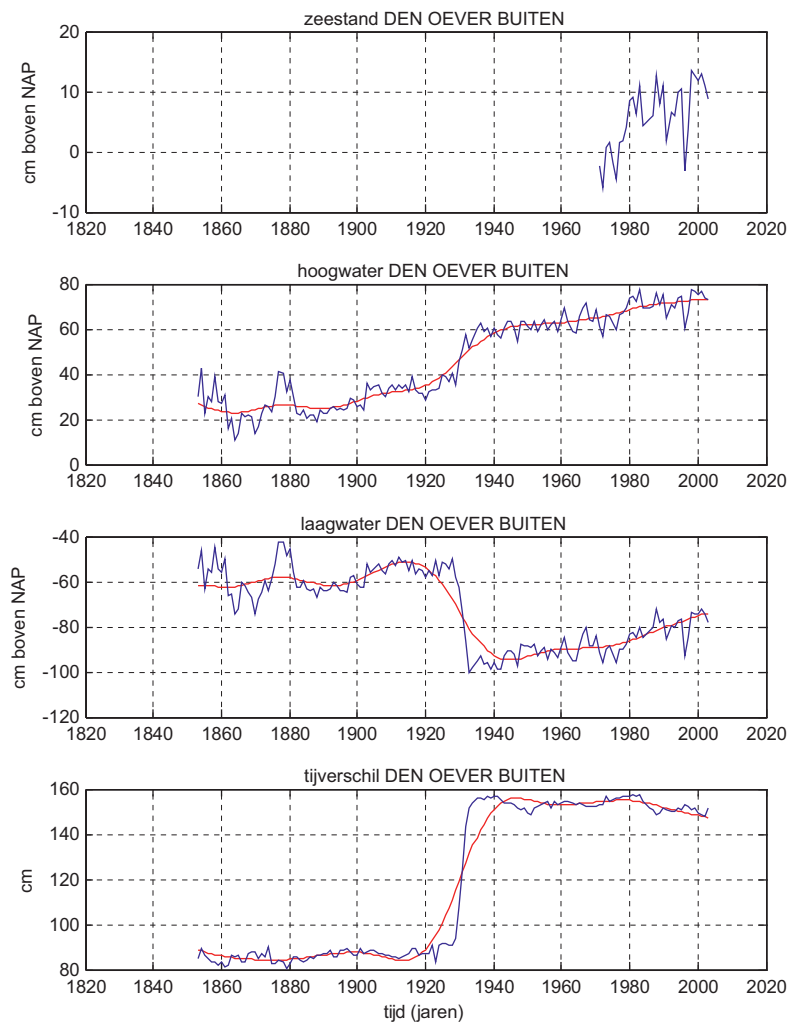 zeestand DEN OEVER BUITEN
20
10
0
-10
cm boven NAP
1820 1840 1860 1880 1900 1920 1940 1960 1980 2000 2020
hoogwater DEN OEVER BUITEN
80
60
40
20
0
cm boven NAP
1820 1840 1860 1880 1900 1920 1940 1960 1980 2000 2020
laagwater DEN OEVER BUITEN
-40
-60
-80
-100
-120
cm boven NAP
1820 1840 1860 1880 1900 1920 1940 1960 1980 2000 2020
tijverschil DEN OEVER BUITEN
160
140
120
100
80
cm
1820 1840 1860 1880 1900 1920 1940 1960 1980 2000 2020
tijd (jaren)